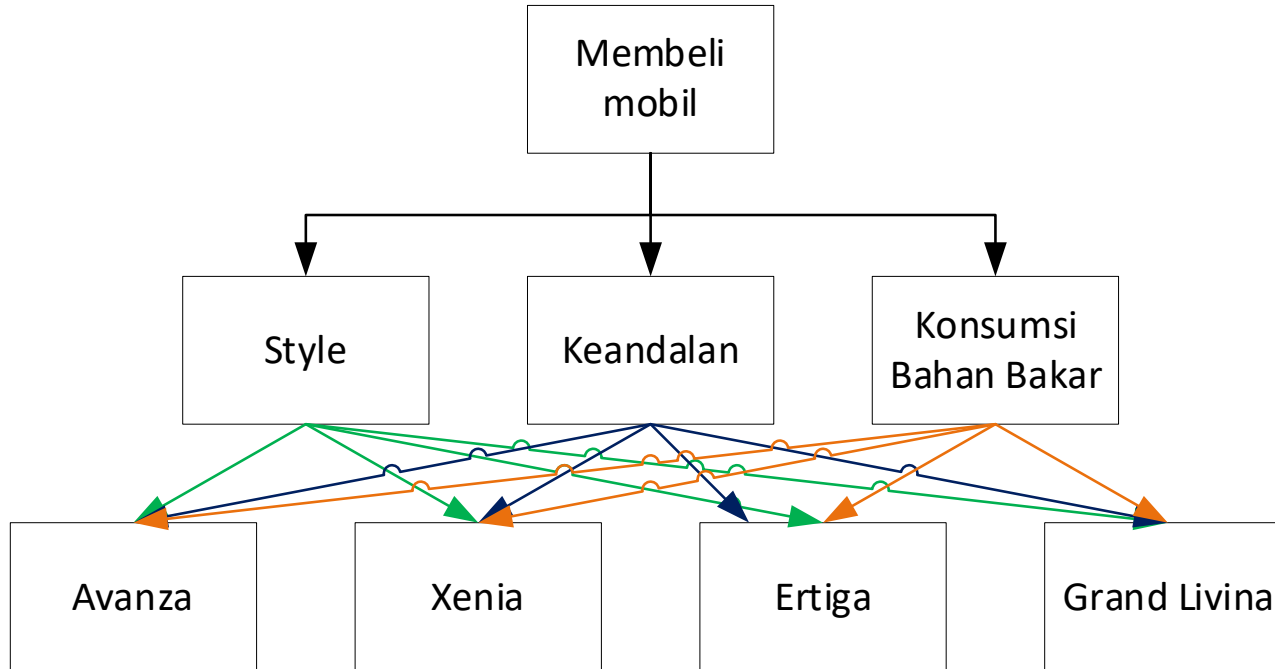 Membeli
mobil
Style
Keandalan
Konsumsi
Bahan Bakar
Avanza
Xenia
Ertiga
Grand Livina